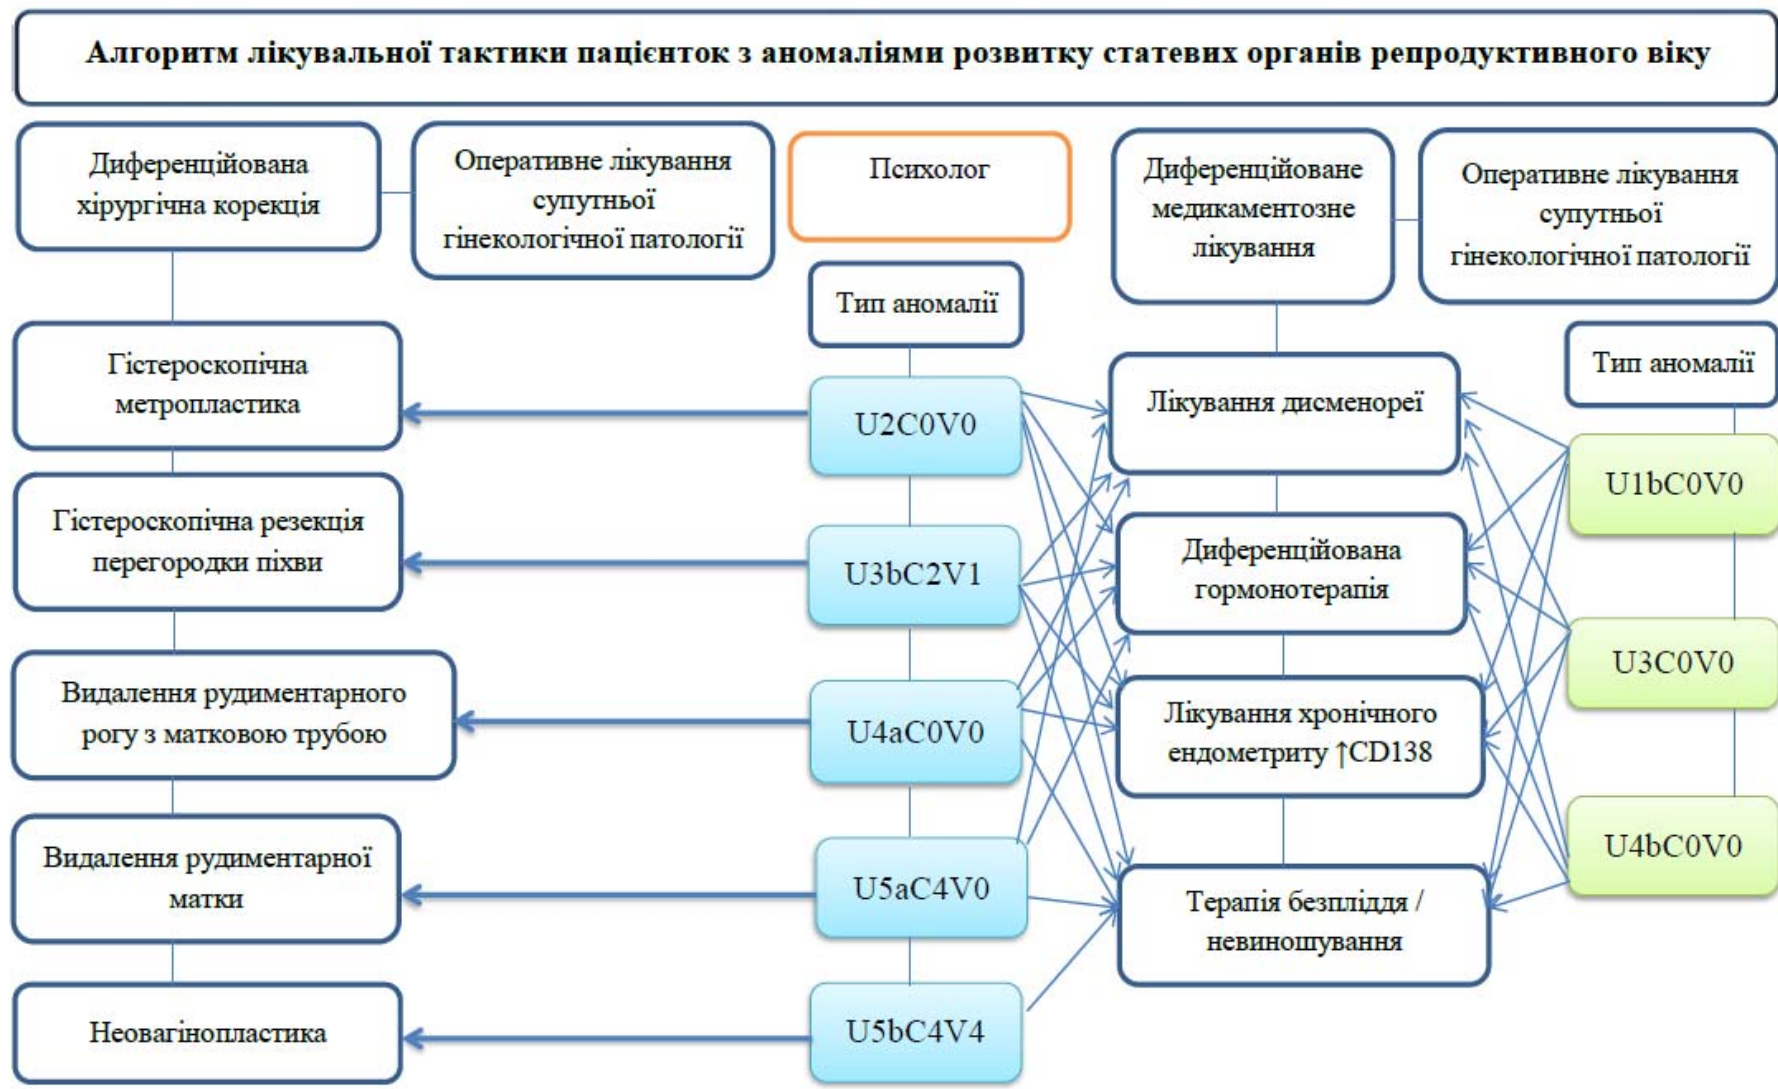 Алгоритм лікувальної тактики пацієнток з аномаліями розвитку статевих органів репродуктивного віку
Диференційована
хірургічна корекція
Оперативне лікування
супутньої
гінекологічної патології
Психолог
Диференційоване
медикаментозне
лікування
Оперативне лікування
супутньої
гінекологічної патології
Тип аномалії
Тип аномалії
Гістероскопічна
метропластика
Гістероскопічна резекція
перегородки піхви
Видалення рудиментарного
рогу з матковою трубою
Видалення рудиментарної
матки
Неовагінопластика
U2C0V0
U3bC2V1
U4aC0V0
U5aC4V0
U5bC4V4
Лікування дисменореї
Диференційована
гормонотерапія
Лікування хронічного
ендометриту ↑CD138
Терапія безпліддя /
невиношування
U1bC0V0
U3C0V0
U4bC0V0